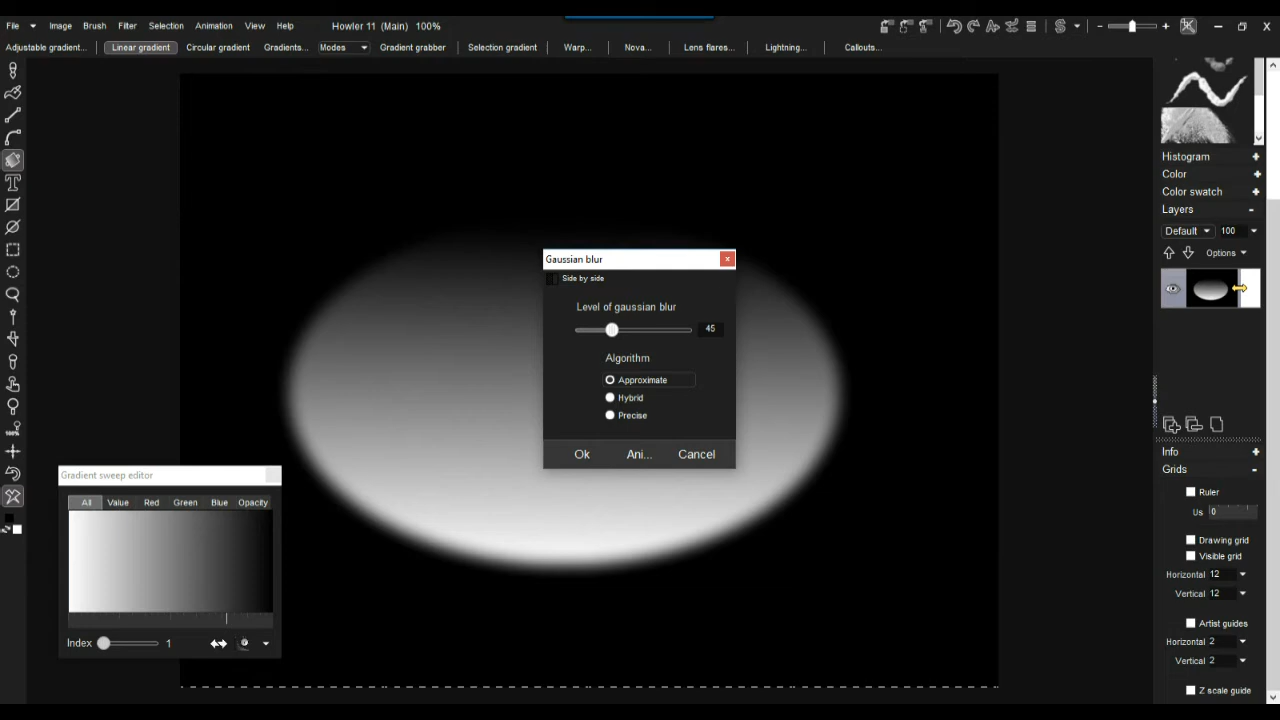 File Image Brush Filter Selection Animation View Help Howler 11 (Main) 100%
Adjustable gradient... Linear gradient Circular gradient Gradients... Modes Gradient grabber Selection gradient Warp... Nova... Lens flares... Lightning... Callouts...
Histogram
Color
Color swatch
Layers
Default 100
Options
Gaussian blur
Side by side
Level of gaussian blur
45
Algorithm
Approximate
Hybrid
Precise
Ok Ani... Cancel
Gradient sweep editor
All Value Red Green Blue Opacity
Index 1
Info
Grids
Ruler
Us 0
Drawing grid
Visible grid
Horizontal 12
Vertical 12
Artist guides
Horizontal 2
Vertical 2
Z scale guide